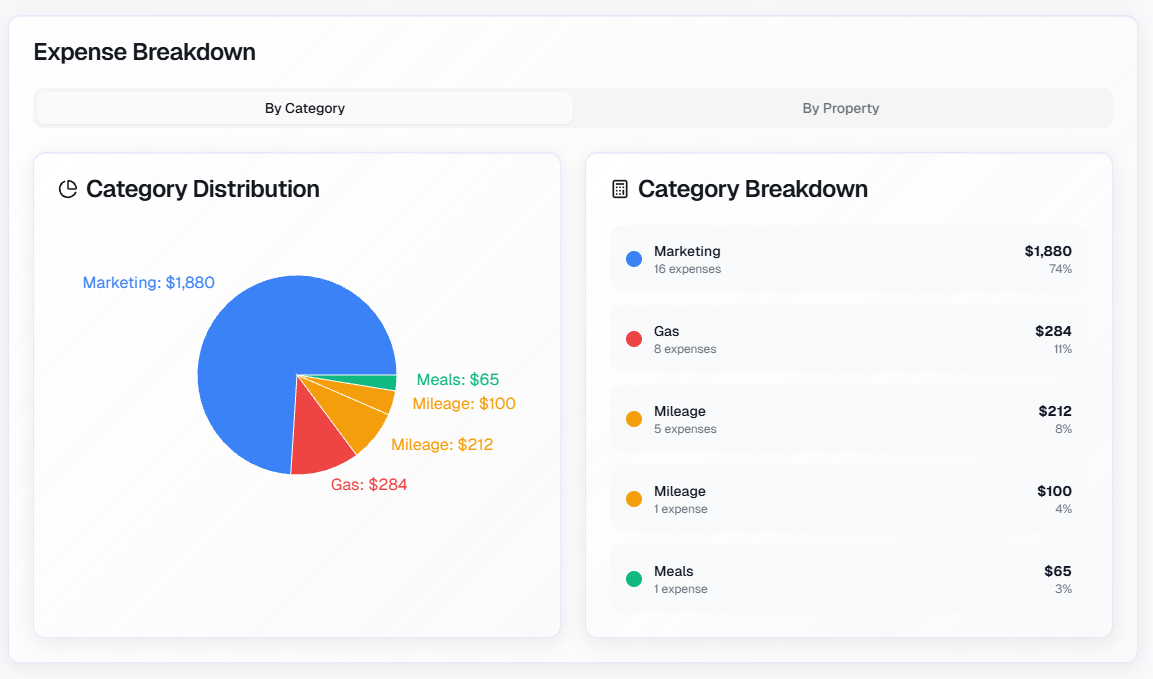 Expense Breakdown
By Category
By Property
Category Distribution
Marketing: $1,880
Meals: $65
Mileage: $100
Mileage: $212
Gas: $284
Category Breakdown
Marketing
$1,880
16 expenses
74%
Gas
$284
8 expenses
11%
Mileage
$212
5 expenses
8%
Mileage
$100
1 expense
4%
Meals
$65
1 expense
3%